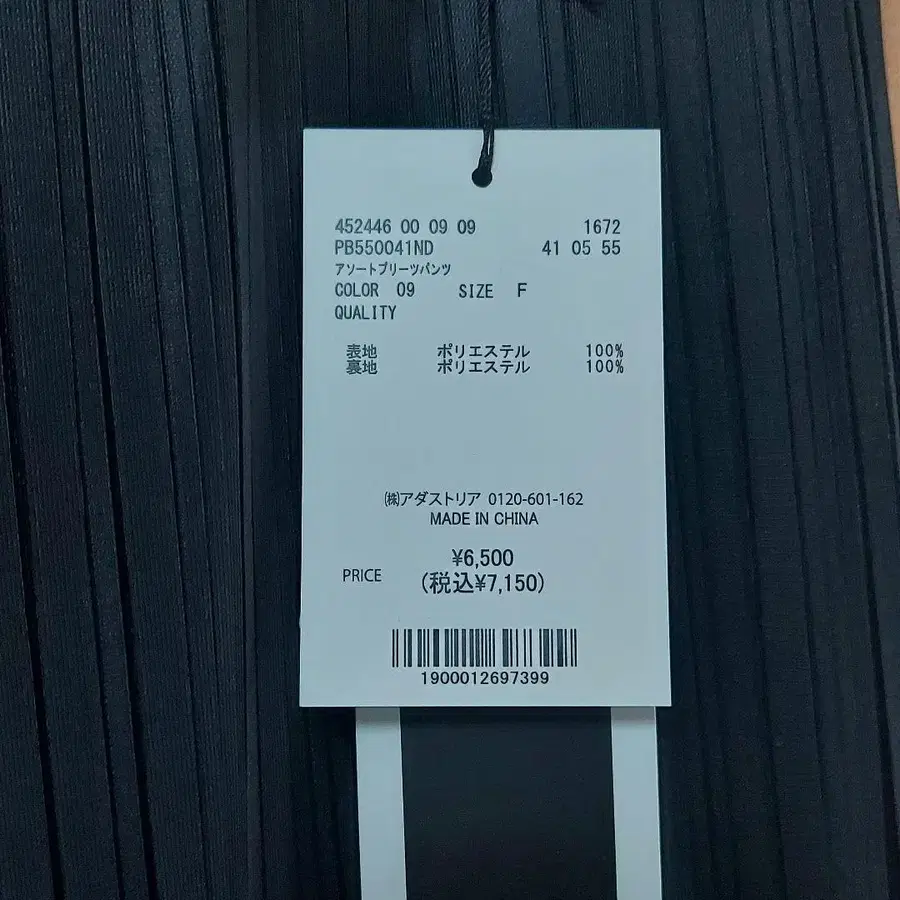 452446 00 09 09 1672
PB550041ND 41 05 55
アソートプリーツパンツ
COLOR 09 SIZE F
QUALITY
表地 ポリエステル 100%
裏地 ポリエステル 100%
㈱アダストリア 0120-601-162
MADE IN CHINA
¥6,500
PRICE (税込¥7,150)
1900012697399